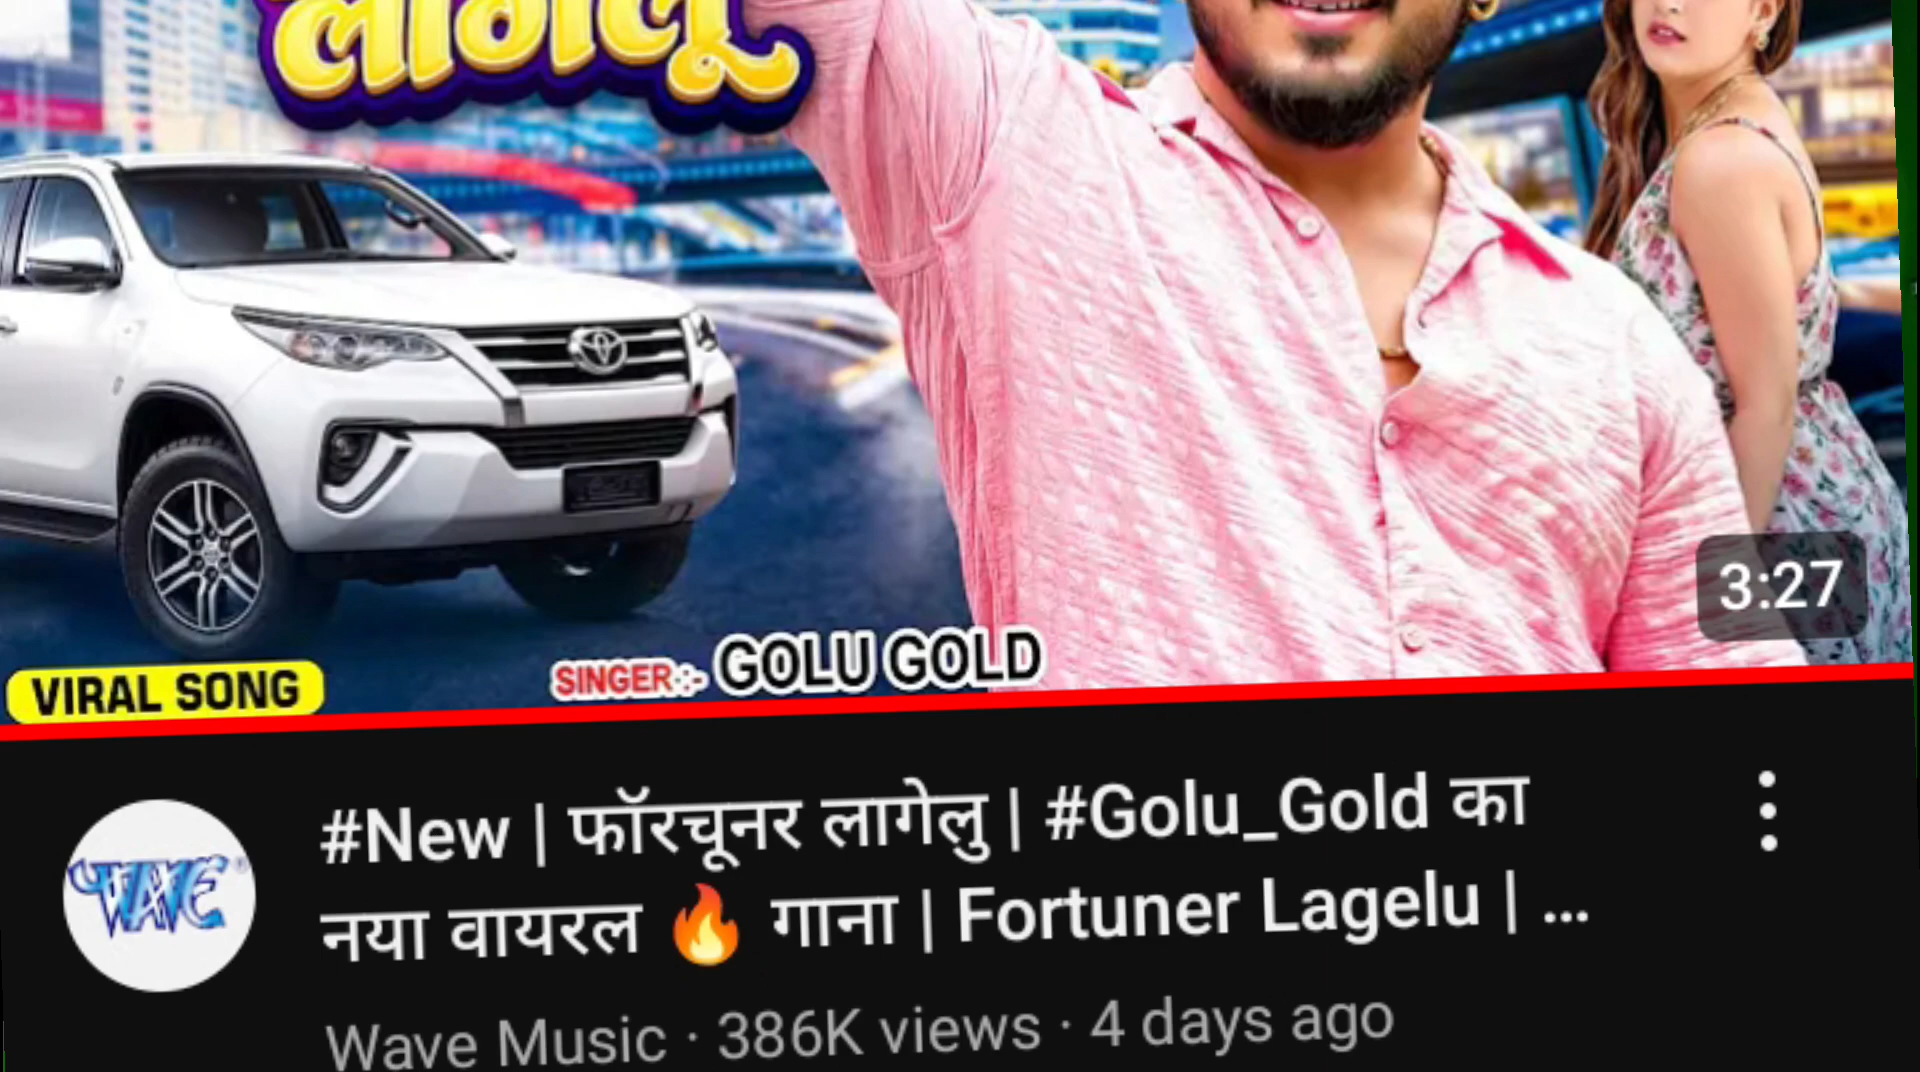 लागेलू
3:27
VIRAL SONG
SINGER:- GOLU GOLD
WAVE
#New | फॉरचूनर लागेलु | #Golu_Gold का
नया वायरल 🔥 गाना | Fortuner Lagelu | ...
Wave Music · 386K views · 4 days ago